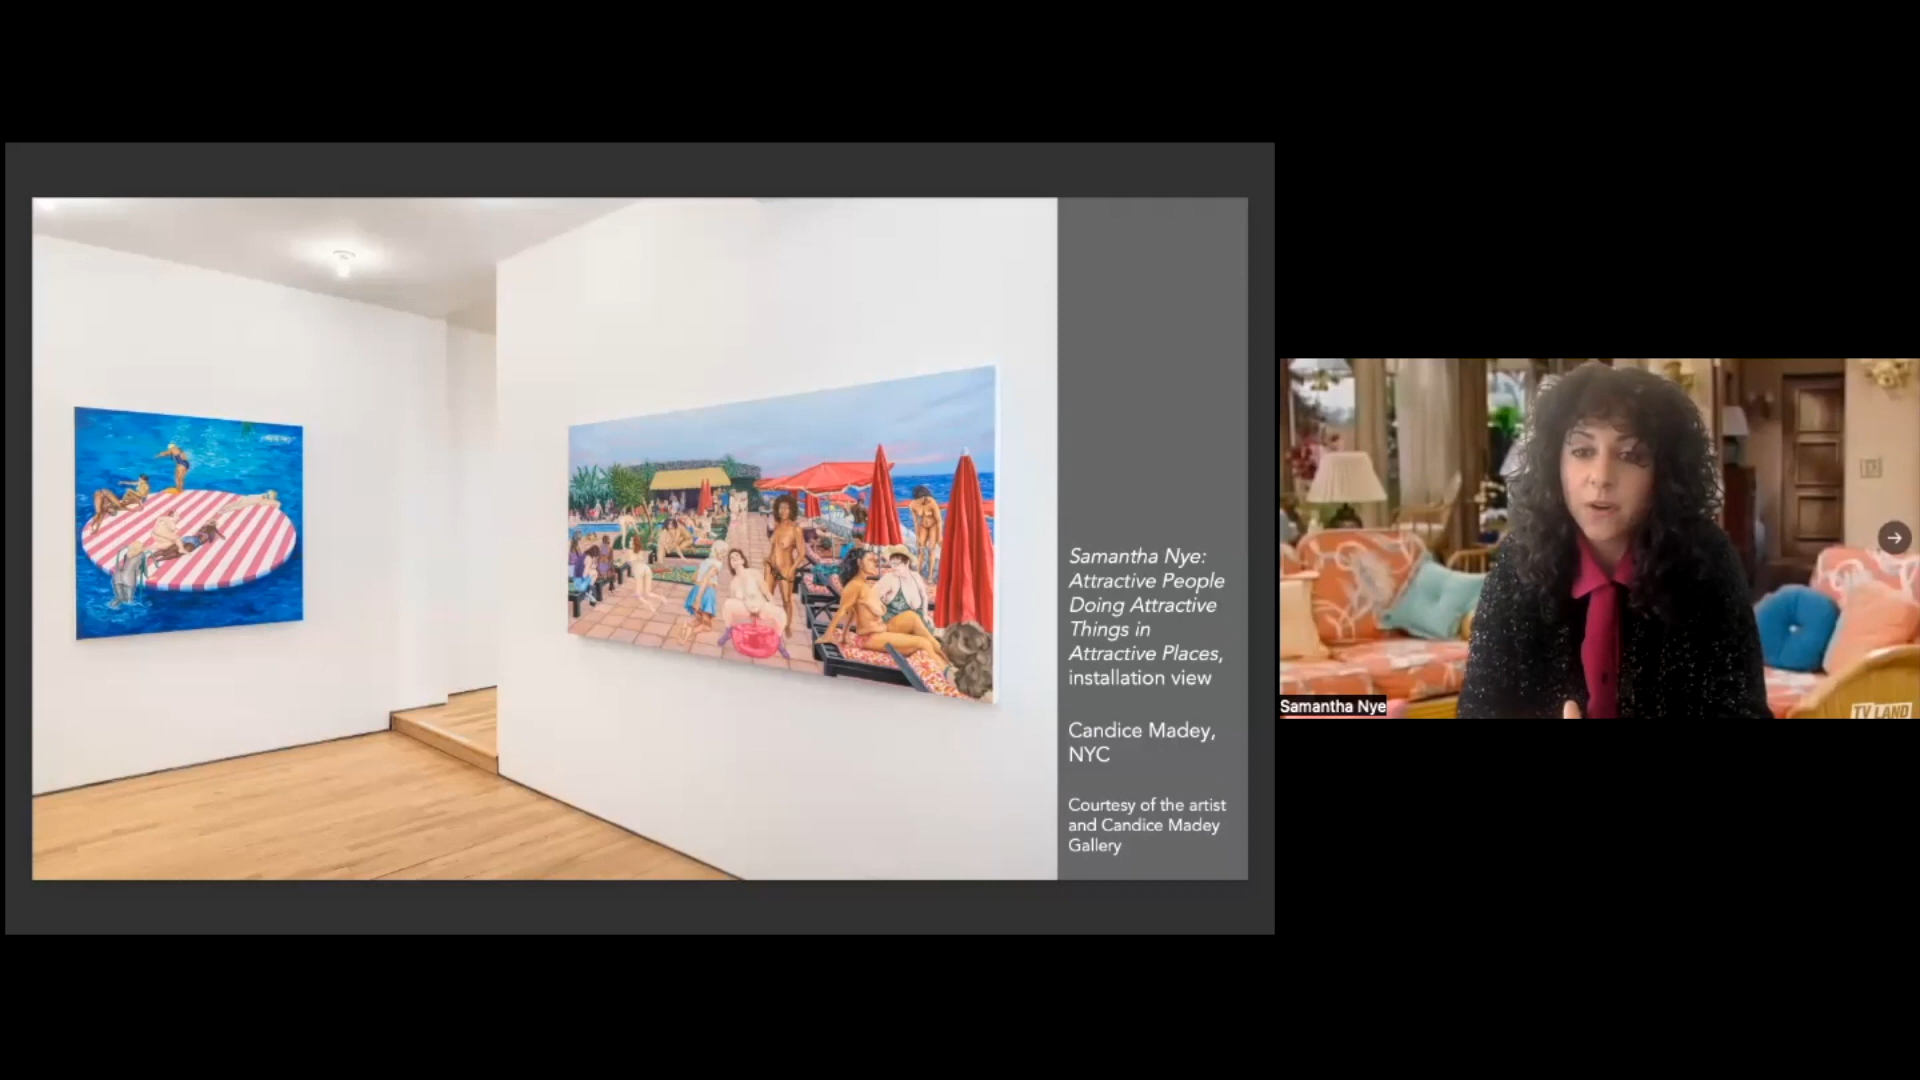 Samantha Nye:
Attractive People
Doing Attractive
Things in
Attractive Places,
installation view
Candice Madey,
NYC
Courtesy of the artist
and Candice Madey
Gallery
Samantha Nye
TV LAND